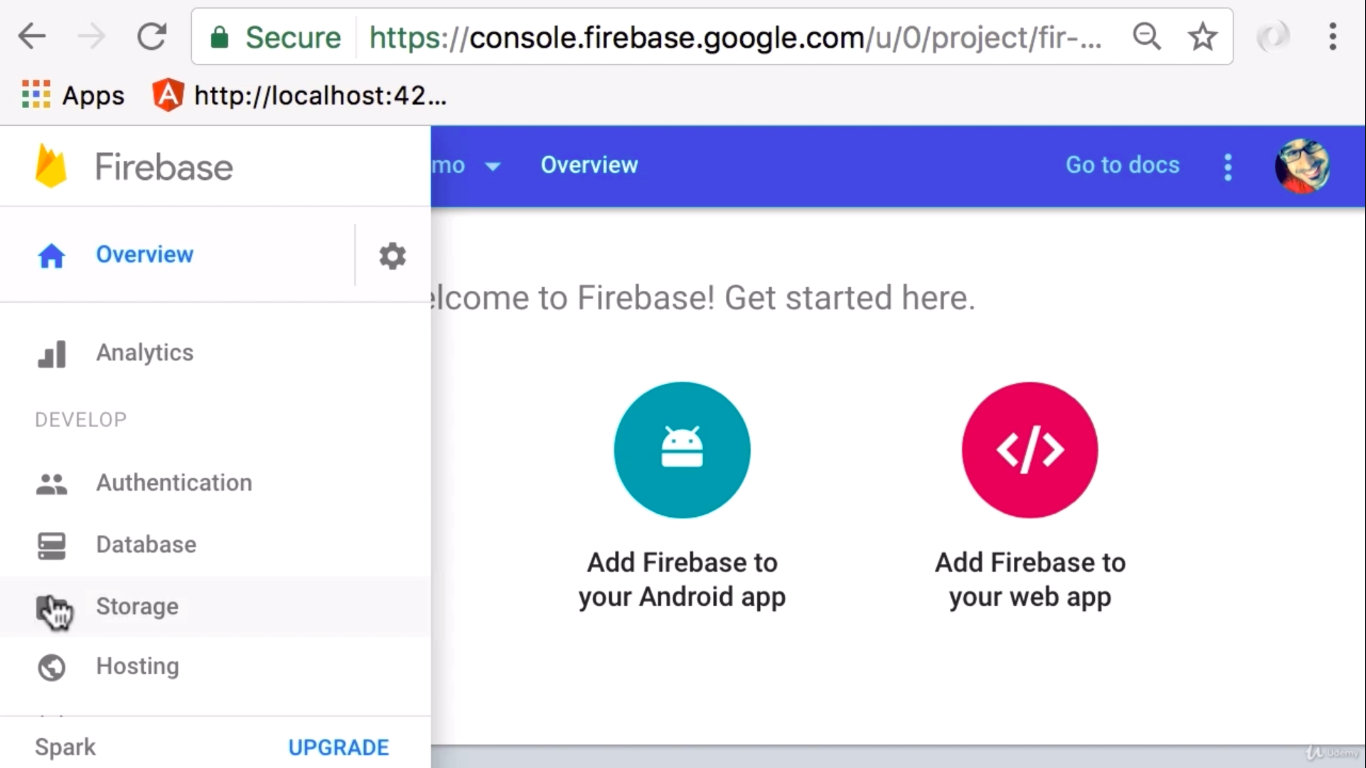 Secure
https://console.firebase.google.com/u/0/project/fir-...
Apps
http://localhost:42...
Firebase
mo
Overview
Go to docs
Overview
elcome to Firebase! Get started here.
Analytics
DEVELOP
Authentication
Database
Storage
Hosting
Add Firebase to
your Android app
Add Firebase to
your web app
Spark
UPGRADE
Udemy